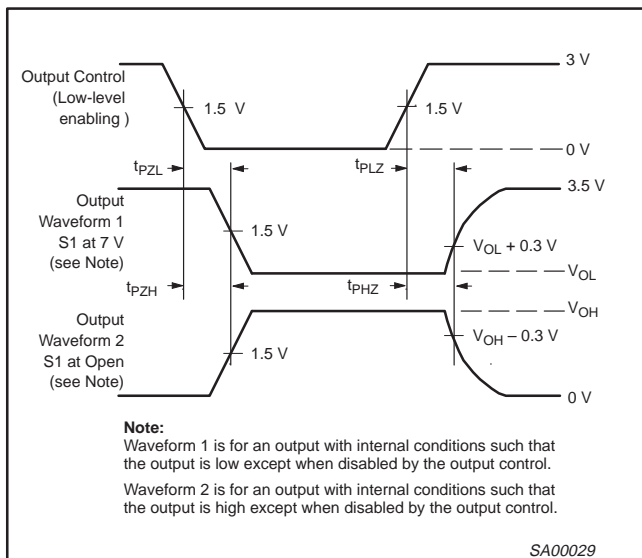 3 V
Output Control
(Low-level
enabling )
1.5 V
1.5 V
0 V
tPZL
tPLZ
Output
Waveform 1
S1 at 7 V
(see Note)
3.5 V
1.5 V
VOL + 0.3 V
VOL
tPZH
tPHZ
VOH
Output
Waveform 2
S1 at Open
(see Note)
1.5 V
VOH – 0.3 V
0 V
Note:
Waveform 1 is for an output with internal conditions such that
the output is low except when disabled by the output control.
Waveform 2 is for an output with internal conditions such that
the output is high except when disabled by the output control.
SA00029